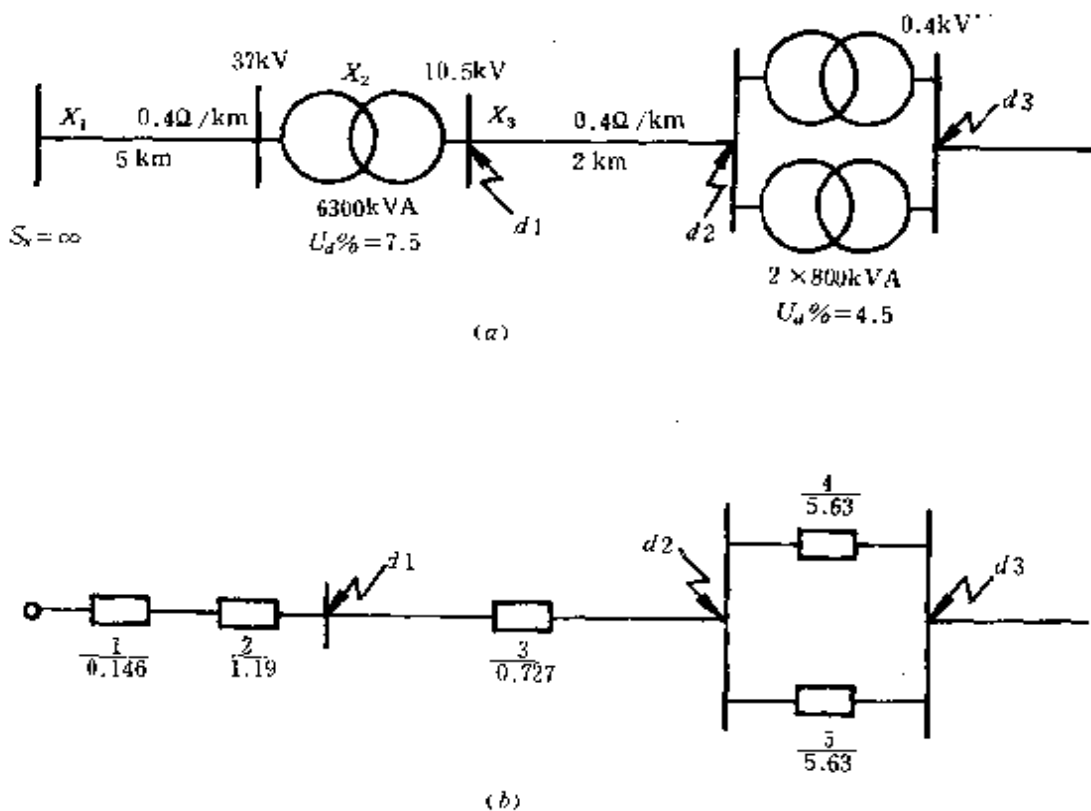 0.4kV
37kV
X₂
10.5kV
X₁
0.4Ω/km
X₃
0.4Ω/km
d3
5 km
2 km
6300kVA
d1
d2
Sₓ=∞
U_d%=7.5
2×800kVA
U_d%=4.5
(a)
4
5.63
d2
d1
d3
1
0.146
2
1.19
3
0.727
5
5.63
(b)